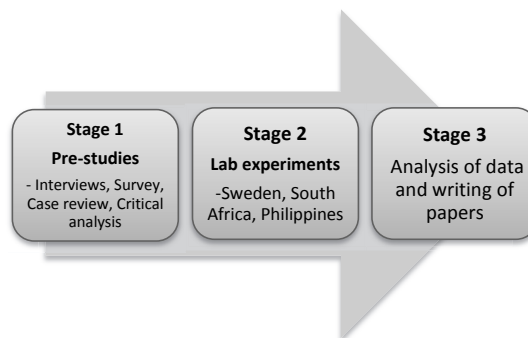 Stage 1
Pre-studies
- Interviews, Survey,
Case review, Critical
analysis
Stage 2
Lab experiments
-Sweden, South
Africa, Philippines
Stage 3
Analysis of data
and writing of
papers